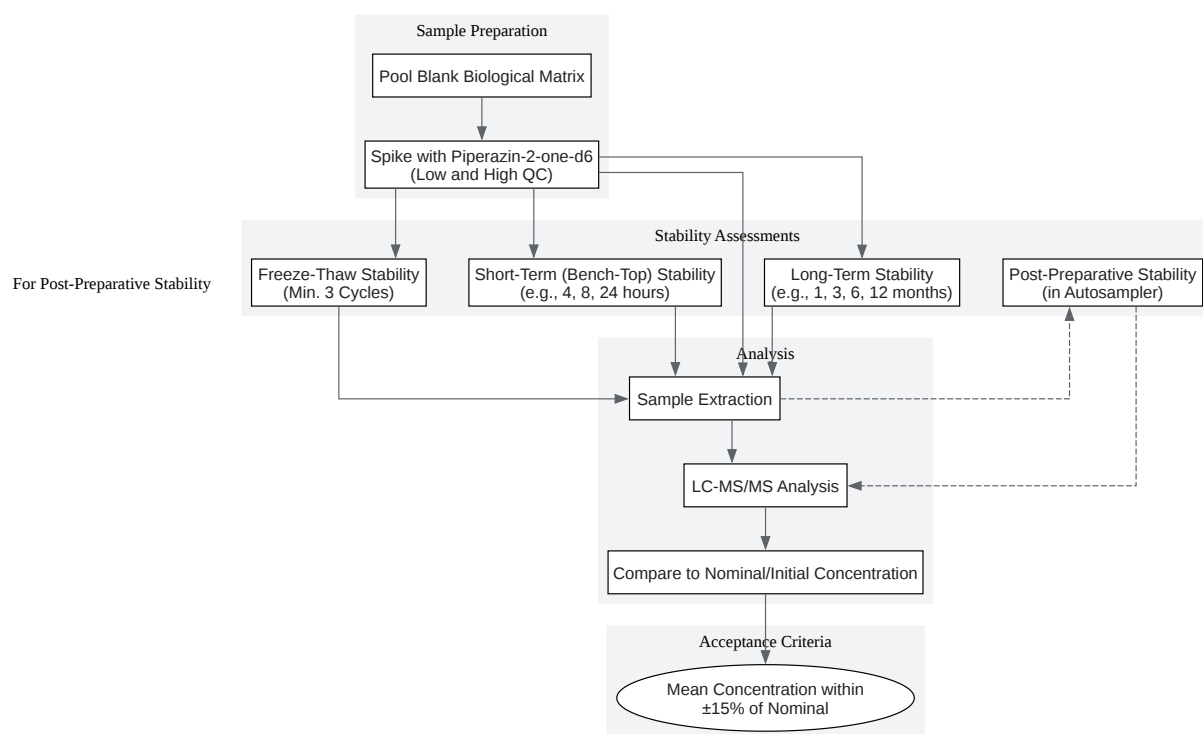 Sample Preparation
Pool Blank Biological Matrix
Spike with Piperazin-2-one-d6
(Low and High QC)
Stability Assessments
For Post-Preparative Stability
Freeze-Thaw Stability
(Min. 3 Cycles)
Short-Term (Bench-Top) Stability
(e.g., 4, 8, 24 hours)
Long-Term Stability
(e.g., 1, 3, 6, 12 months)
Post-Preparative Stability
(in Autosampler)
Analysis
Sample Extraction
LC-MS/MS Analysis
Compare to Nominal/Initial Concentration
Acceptance Criteria
Mean Concentration within
±15% of Nominal